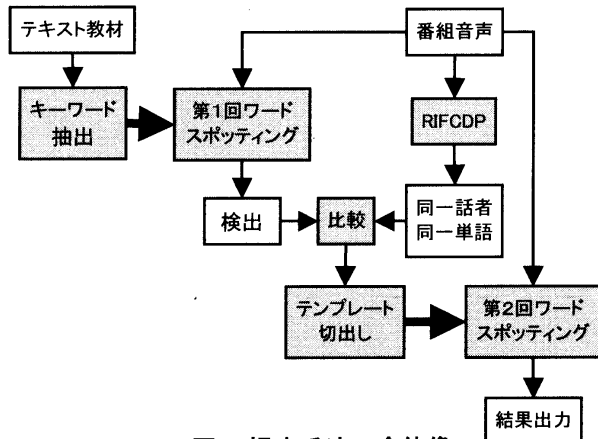 テキスト教材
番組音声
キーワード
抽出
第1回ワード
スポッティング
RIFCDP
検出
比較
同一話者
同一単語
テンプレート
切出し
第2回ワード
スポッティング
結果出力